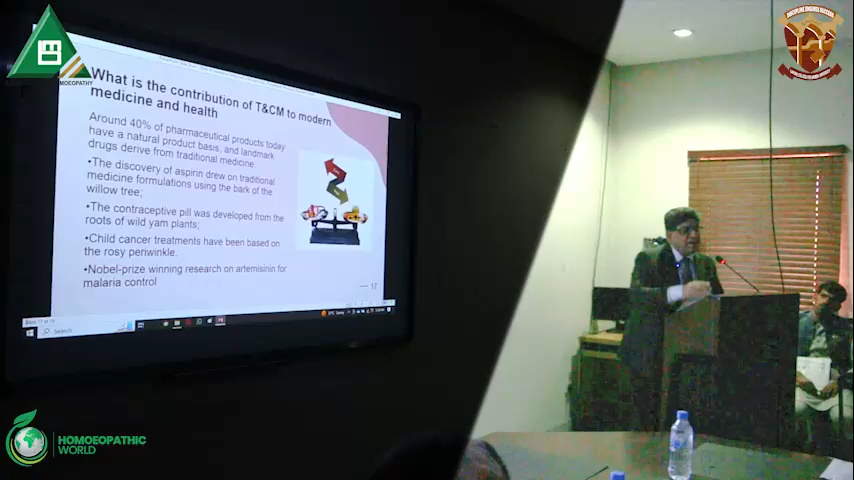 MOEOPATHY
DISCIPLINE ENSURES SUCCESS
What is the contribution of T&CM to modern
medicine and health
Around 40% of pharmaceutical products today
have a natural product basis, and landmark
drugs derive from traditional medicine.
•The discovery of aspirin drew on traditional
medicine formulations using the bark of the
willow tree;
•The contraceptive pill was developed from the
roots of wild yam plants;
•Child cancer treatments have been based on
the rosy periwinkle.
•Nobel-prize winning research on artemisinin for
malaria control
— 17
Search
HOMOEOPATHIC
WORLD